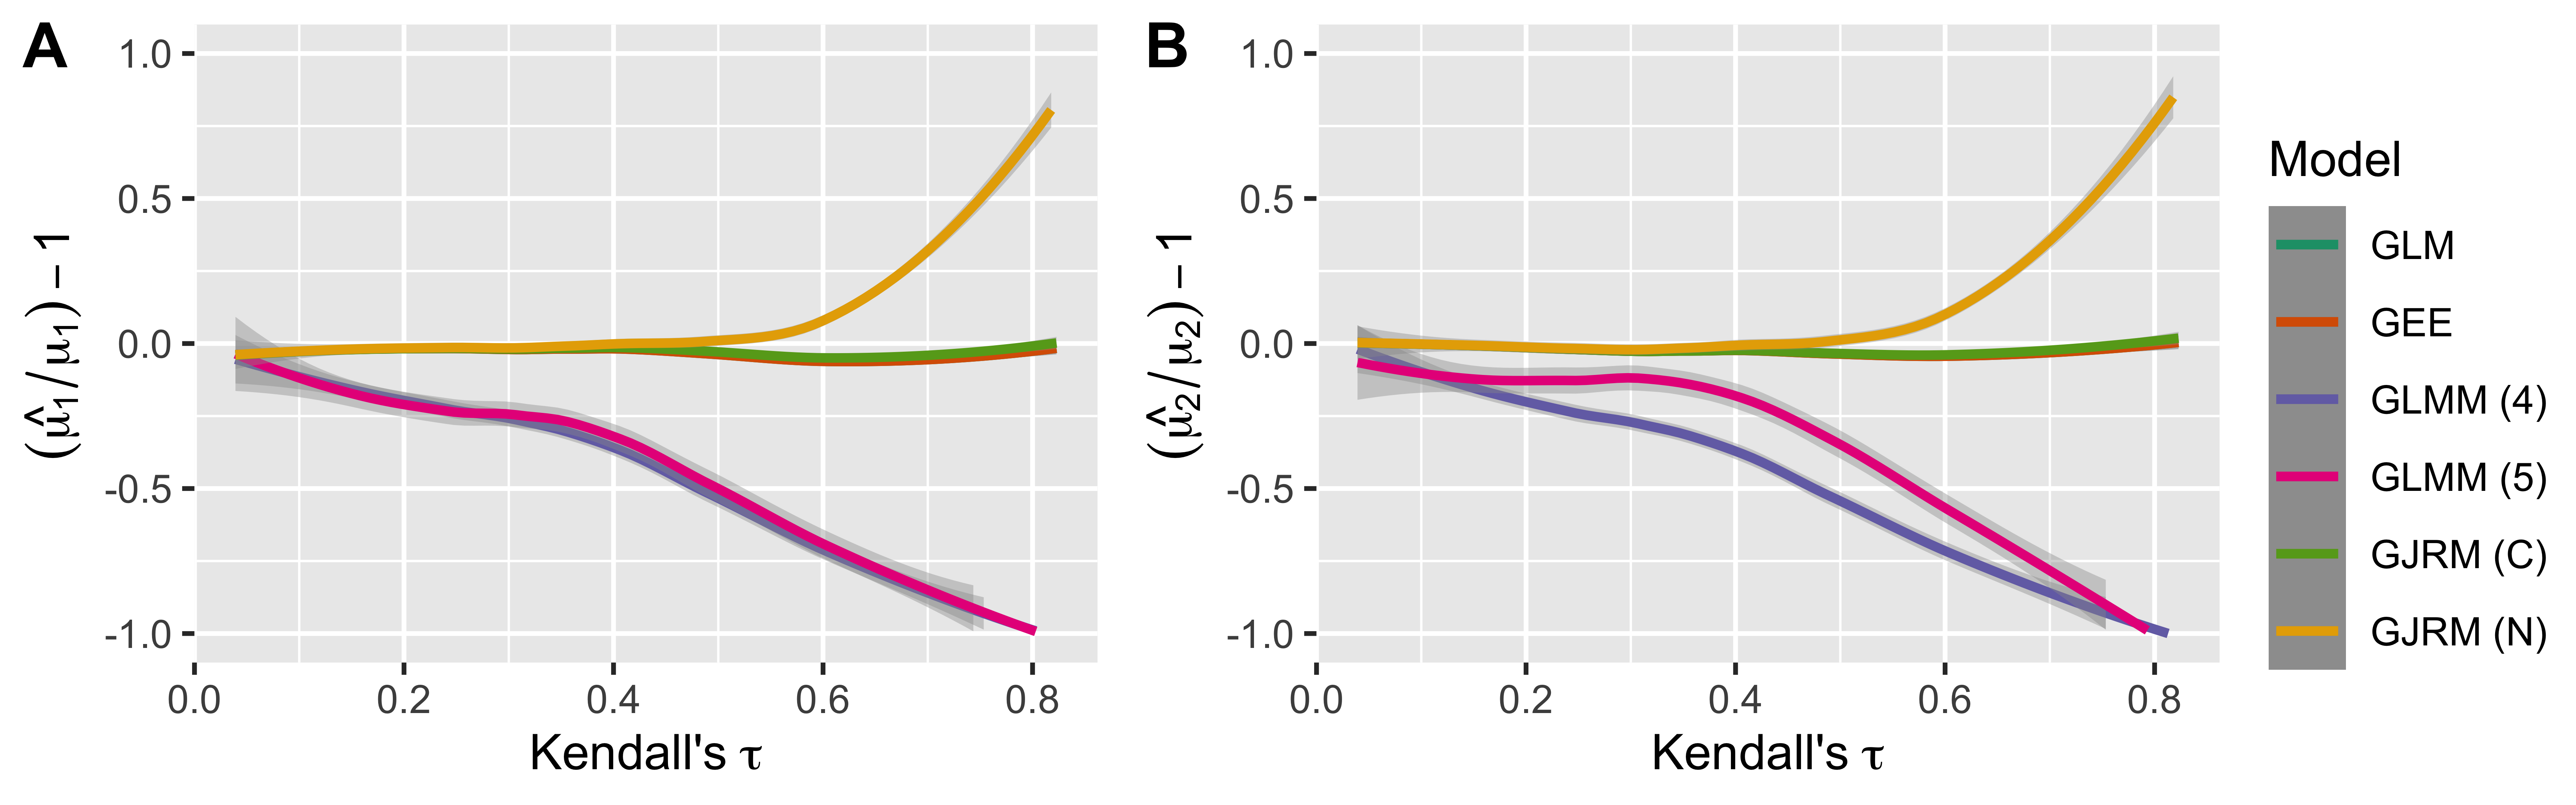 A
1.0
0.5
0.0
-0.5
-1.0
(μ̂₁/μ₁) − 1
0.0 0.2 0.4 0.6 0.8
Kendall's τ
B
1.0
0.5
0.0
-0.5
-1.0
(μ̂₂/μ₂) − 1
0.0 0.2 0.4 0.6 0.8
Kendall's τ
Model
GLM
GEE
GLMM (4)
GLMM (5)
GJRM (C)
GJRM (N)